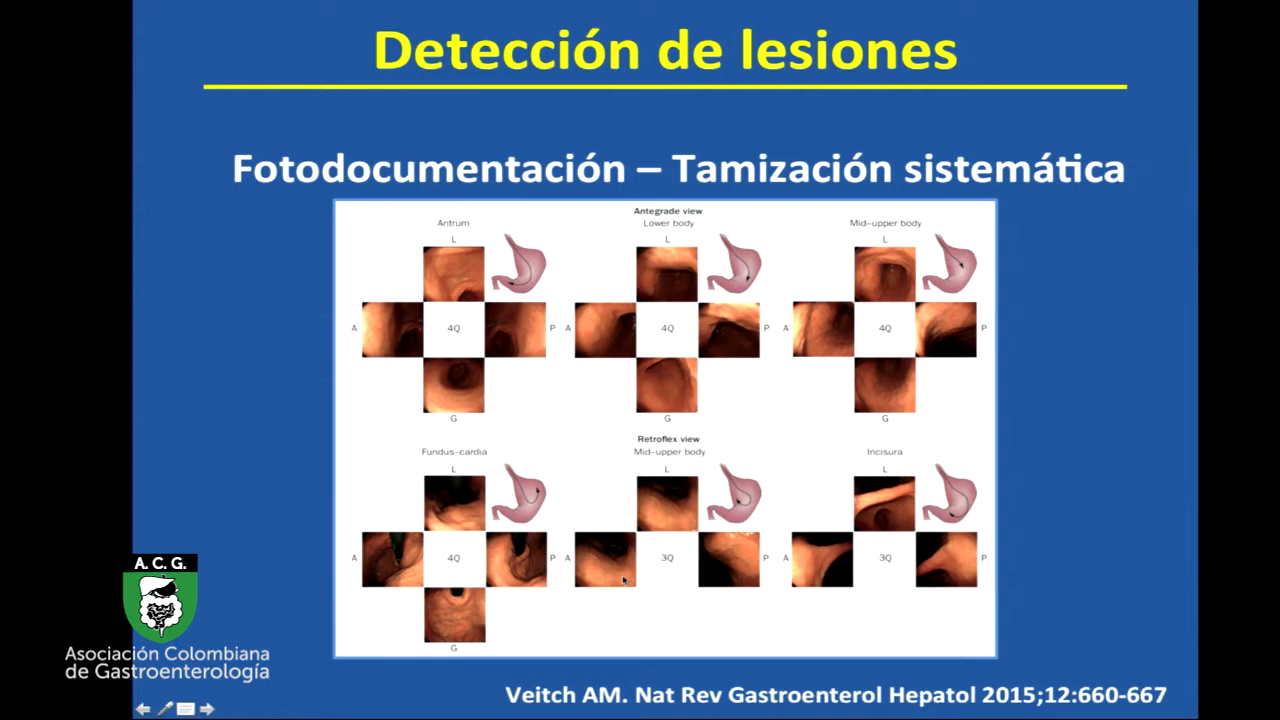 Detección de lesiones
Fotodocumentación – Tamización sistemática
Antegrade view
Antrum
Lower body
Mid-upper body
L
L
L
A
4Q
P
A
4Q
P
A
4Q
P
G
G
G
Retroflex view
Fundus-cardia
Mid-upper body
Incisura
L
L
L
A
4Q
P
A
3Q
P
A
3Q
P
G
A. C. G.
Asociación Colombiana
de Gastroenterología
Veitch AM. Nat Rev Gastroenterol Hepatol 2015;12:660-667